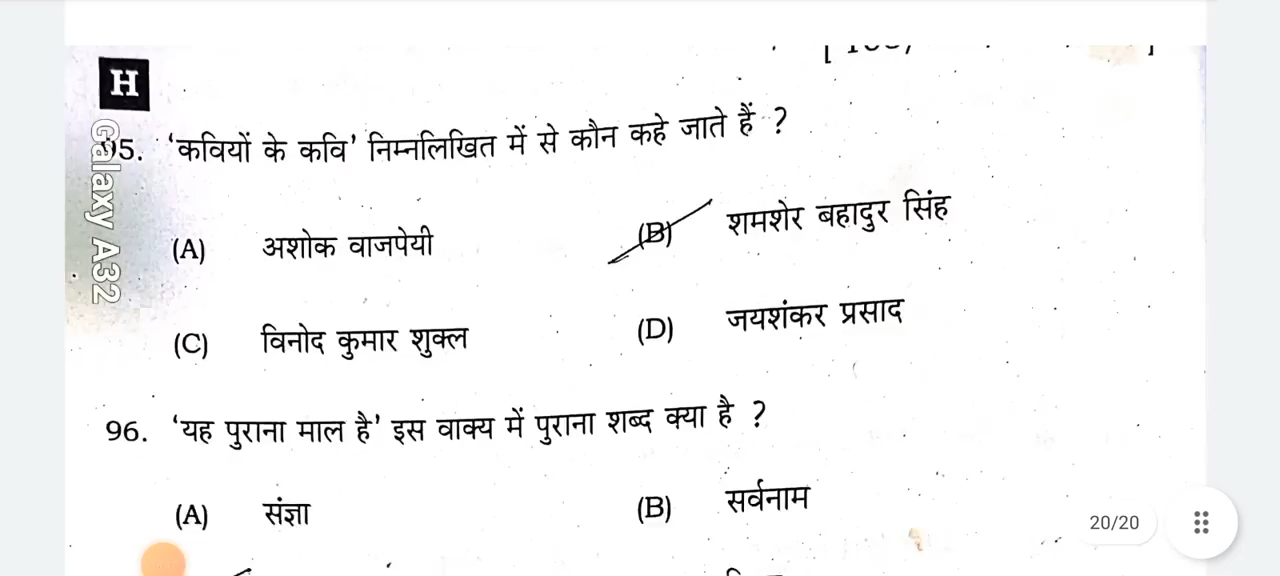 H
95. 'कवियों के कवि' निम्नलिखित में से कौन कहे जाते हैं ?
(A) अशोक वाजपेयी (B) शमशेर बहादुर सिंह
(C) विनोद कुमार शुक्ल (D) जयशंकर प्रसाद
96. 'यह पुराना माल है' इस वाक्य में पुराना शब्द क्या है ?
(A) संज्ञा (B) सर्वनाम
Galaxy A32
20/20